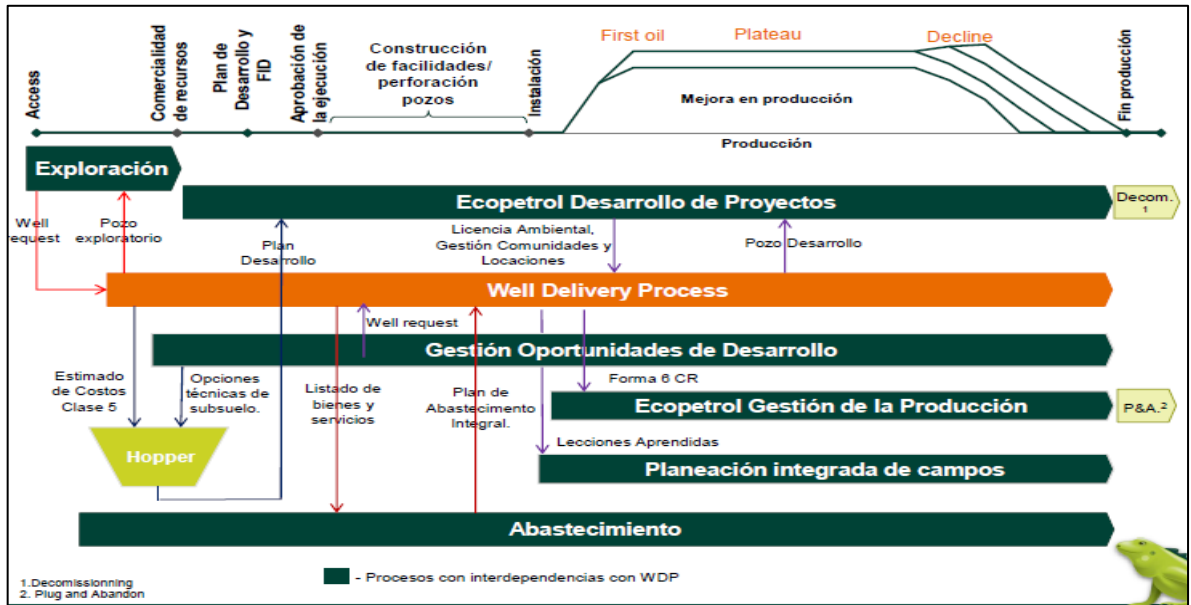 Access
Comercialidad
de recursos
Plan de
Desarrollo y
FID
Aprobación de
la ejecución
Construcción
de facilidades/
perforación
pozos
Instalación
First oil
Plateau
Decline
Mejora en producción
Producción
Fin producción
Exploración
Ecopetrol Desarrollo de Proyectos
Decom.
1
Well
request
Pozo
exploratorio
Plan
Desarrollo
Licencia Ambiental,
Gestión Comunidades y
Locaciones
Pozo Desarrollo
Well Delivery Process
Well request
Gestión Oportunidades de Desarrollo
Estimado
de Costos
Clase 5
Opciones
técnicas de
subsuelo.
Listado de
bienes y
servicios
Plan de
Abastecimento
Integral.
Forma 6 CR
Ecopetrol Gestión de la Producción
P&A.2
Hopper
Lecciones Aprendidas
Planeación integrada de campos
Abastecimiento
- Procesos con interdependencias con WDP
1.Decomissionning
2. Plug and Abandon